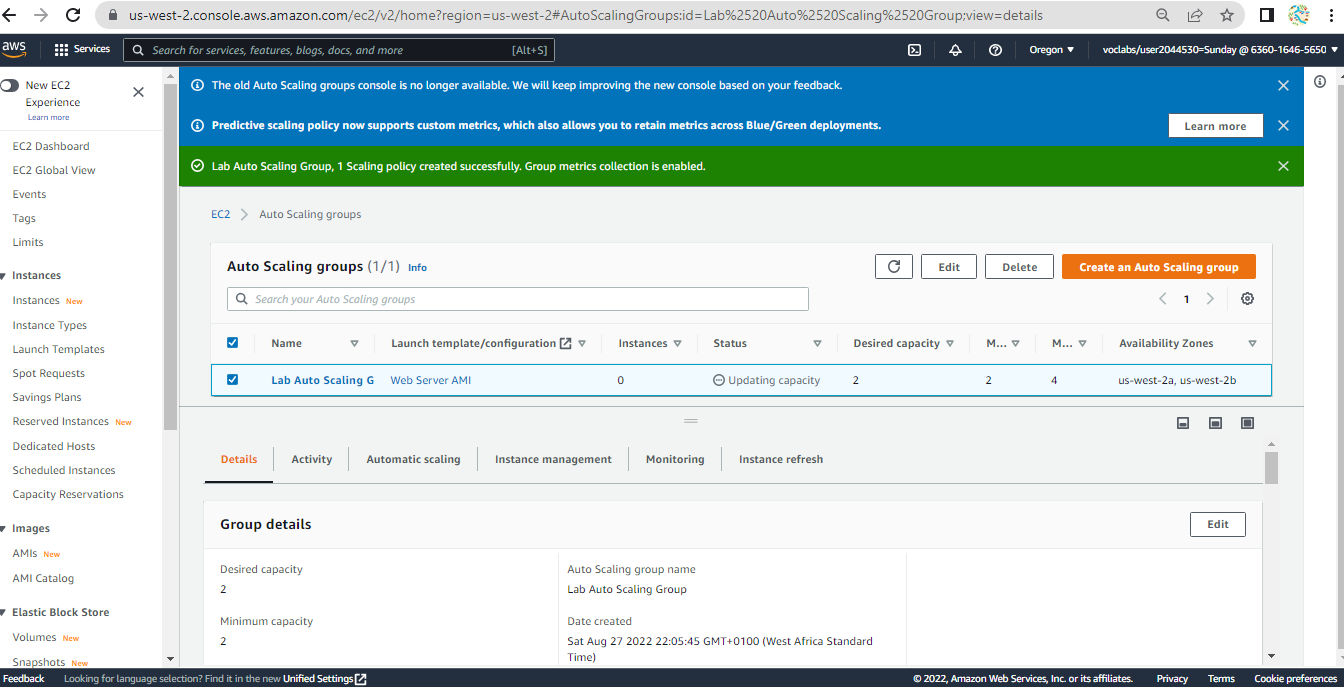 us-west-2.console.aws.amazon.com/ec2/v2/home?region=us-west-2#AutoScalingGroups:id=Lab%2520Auto%2520Scaling%2520Group;view=details
aws
Services
Search for services, features, blogs, docs, and more
[Alt+S]
Oregon
voclabs/user2044530=Sunday @ 6360-1646-5650
New EC2
Experience
Learn more
EC2 Dashboard
EC2 Global View
Events
Tags
Limits
Instances
Instances New
Instance Types
Launch Templates
Spot Requests
Savings Plans
Reserved Instances New
Dedicated Hosts
Scheduled Instances
Capacity Reservations
Images
AMIs New
AMI Catalog
Elastic Block Store
Volumes New
Snapshots New
The old Auto Scaling groups console is no longer available. We will keep improving the new console based on your feedback.
Predictive scaling policy now supports custom metrics, which also allows you to retain metrics across Blue/Green deployments.
Learn more
Lab Auto Scaling Group, 1 Scaling policy created successfully. Group metrics collection is enabled.
EC2 Auto Scaling groups
Auto Scaling groups (1/1) Info
Edit
Delete
Create an Auto Scaling group
Search your Auto Scaling groups
1
Name Launch template/configuration Instances Status Desired capacity M... M... Availability Zones
Lab Auto Scaling G Web Server AMI 0 Updating capacity 2 2 4 us-west-2a, us-west-2b
Details Activity Automatic scaling Instance management Monitoring Instance refresh
Group details
Edit
Desired capacity
2
Minimum capacity
2
Auto Scaling group name
Lab Auto Scaling Group
Date created
Sat Aug 27 2022 22:05:45 GMT+0100 (West Africa Standard
Time)
Feedback
Looking for language selection? Find it in the new Unified Settings
© 2022, Amazon Web Services, Inc. or its affiliates.
Privacy
Terms
Cookie preferences